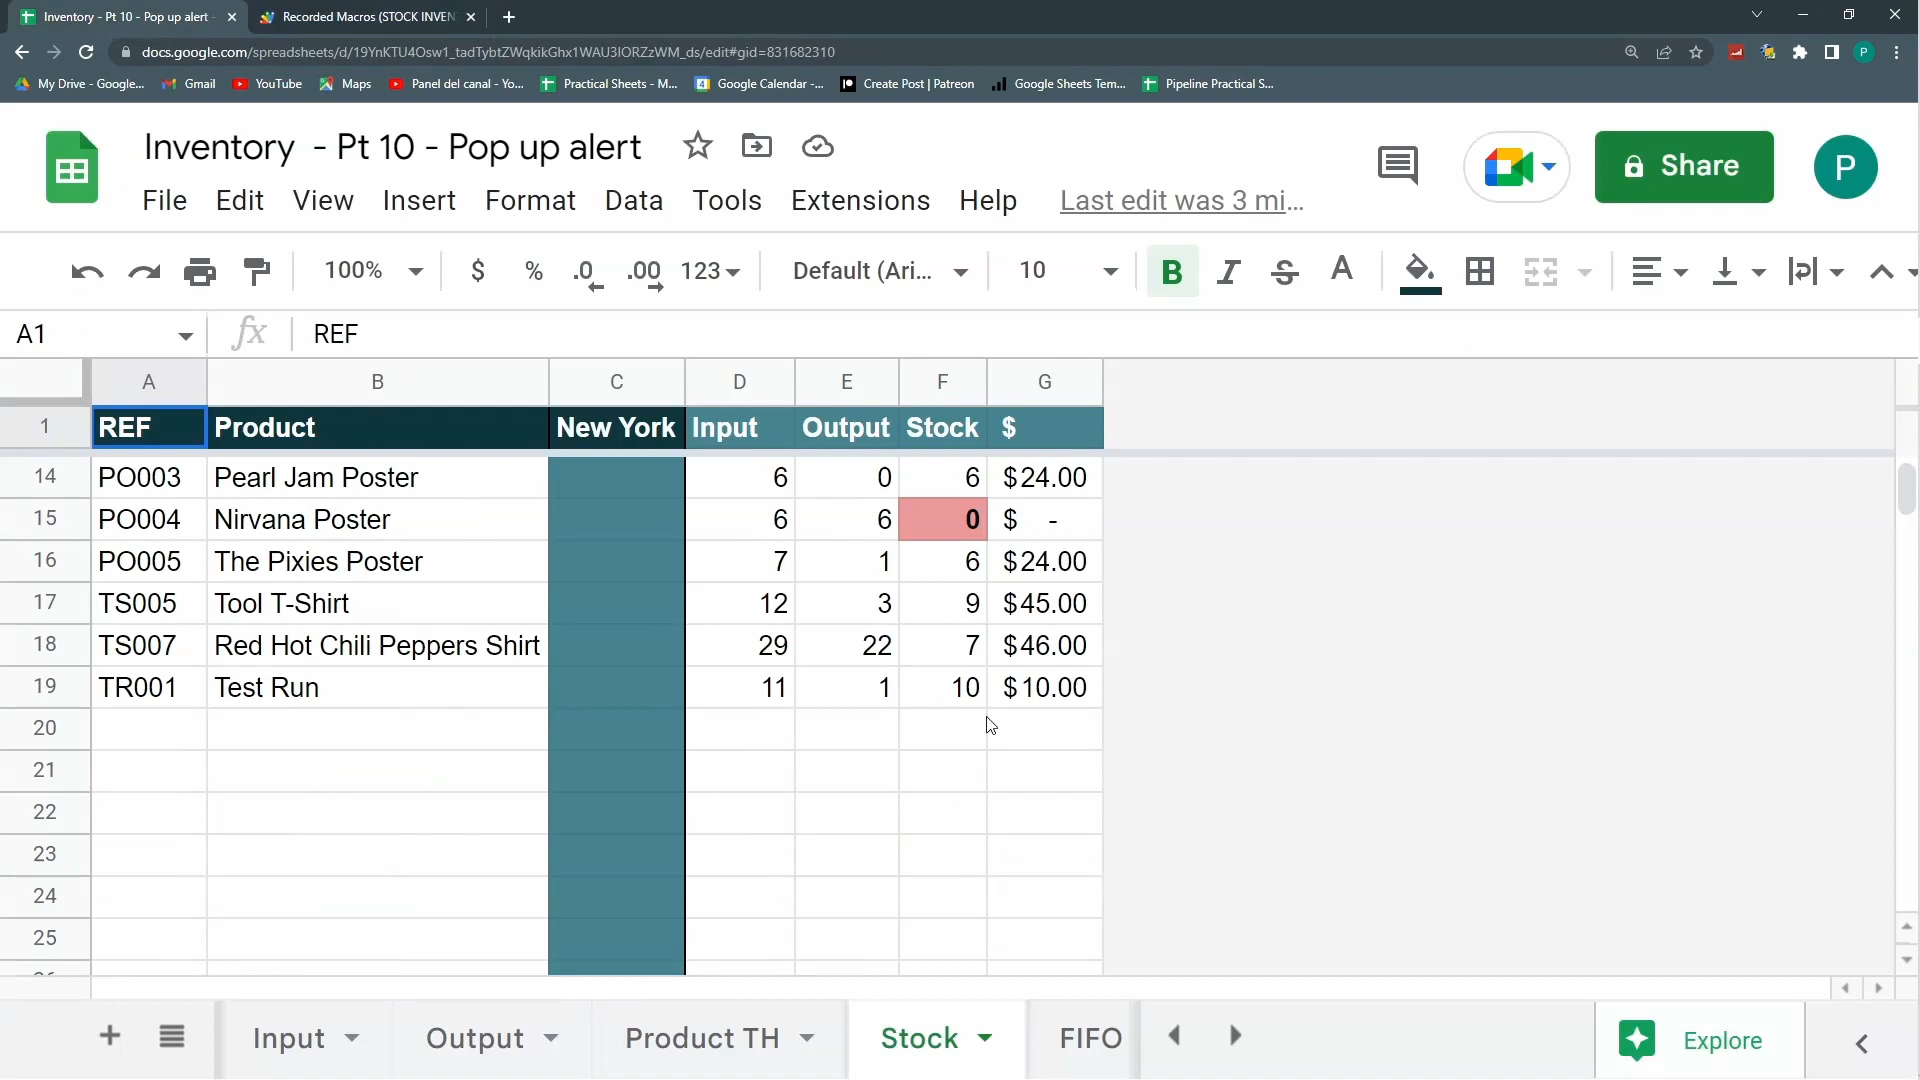 Inventory - Pt 10 - Pop up alert -
Recorded Macros (STOCK INVEN
docs.google.com/spreadsheets/d/19YnKTU4Osw1_tadTybtZWqkikGhx1WAU3IORZzWM_ds/edit#gid=831682310
P
My Drive - Google...
Gmail
YouTube
Maps
Panel del canal - Yo...
Practical Sheets - M...
Google Calendar -...
Create Post | Patreon
Google Sheets Tem...
Pipeline Practical S...
Inventory - Pt 10 - Pop up alert
Share
P
File Edit View Insert Format Data Tools Extensions Help Last edit was 3 mi...
100% $ % .0 .00 123 Default (Ari... 10 B I S A
A1 fx REF
A B C D E F G
1 REF Product New York Input Output Stock $
14 PO003 Pearl Jam Poster 6 0 6 $24.00
15 PO004 Nirvana Poster 6 6 0 $ -
16 PO005 The Pixies Poster 7 1 6 $24.00
17 TS005 Tool T-Shirt 12 3 9 $45.00
18 TS007 Red Hot Chili Peppers Shirt 29 22 7 $46.00
19 TR001 Test Run 11 1 10 $10.00
20
21
22
23
24
25
Input Output Product TH Stock FIFO Explore